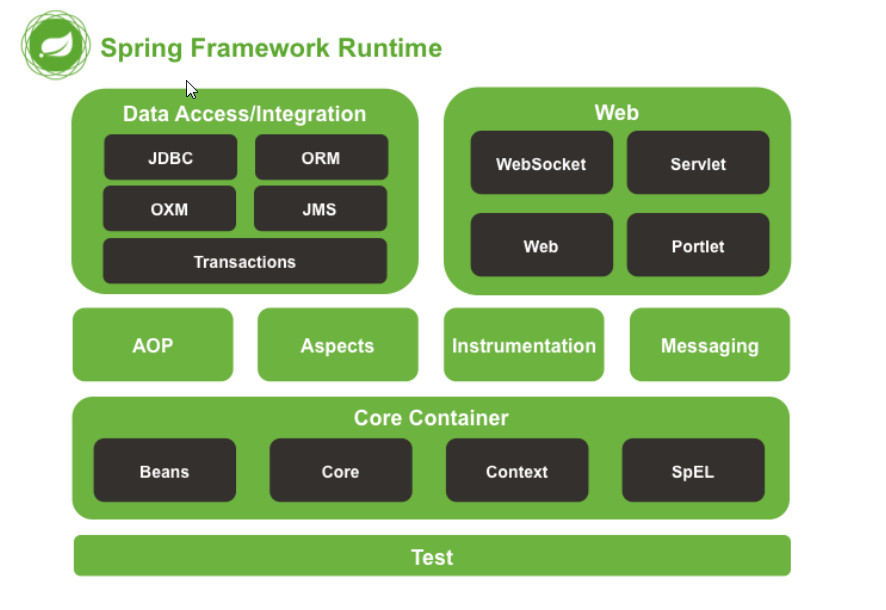 Spring Framework Runtime
Data Access/Integration
JDBC
ORM
OXM
JMS
Transactions
Web
WebSocket
Servlet
Web
Portlet
AOP
Aspects
Instrumentation
Messaging
Core Container
Beans
Core
Context
SpEL
Test